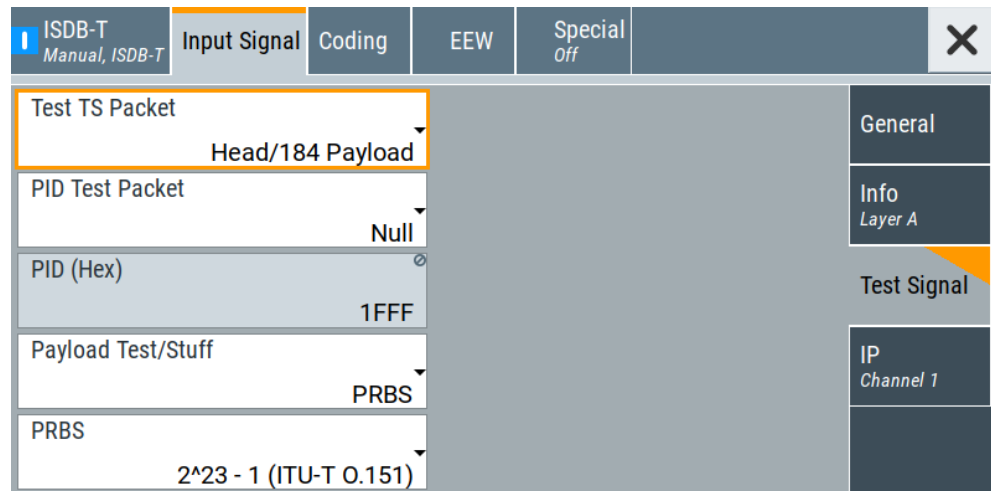 ISDB-T
Manual, ISDB-T
Input Signal
Coding
EEW
Special
Off
Test TS Packet
Head/184 Payload
PID Test Packet
Null
PID (Hex)
1FFF
Payload Test/Stuff
PRBS
PRBS
2^23 - 1 (ITU-T O.151)
General
Info
Layer A
Test Signal
IP
Channel 1